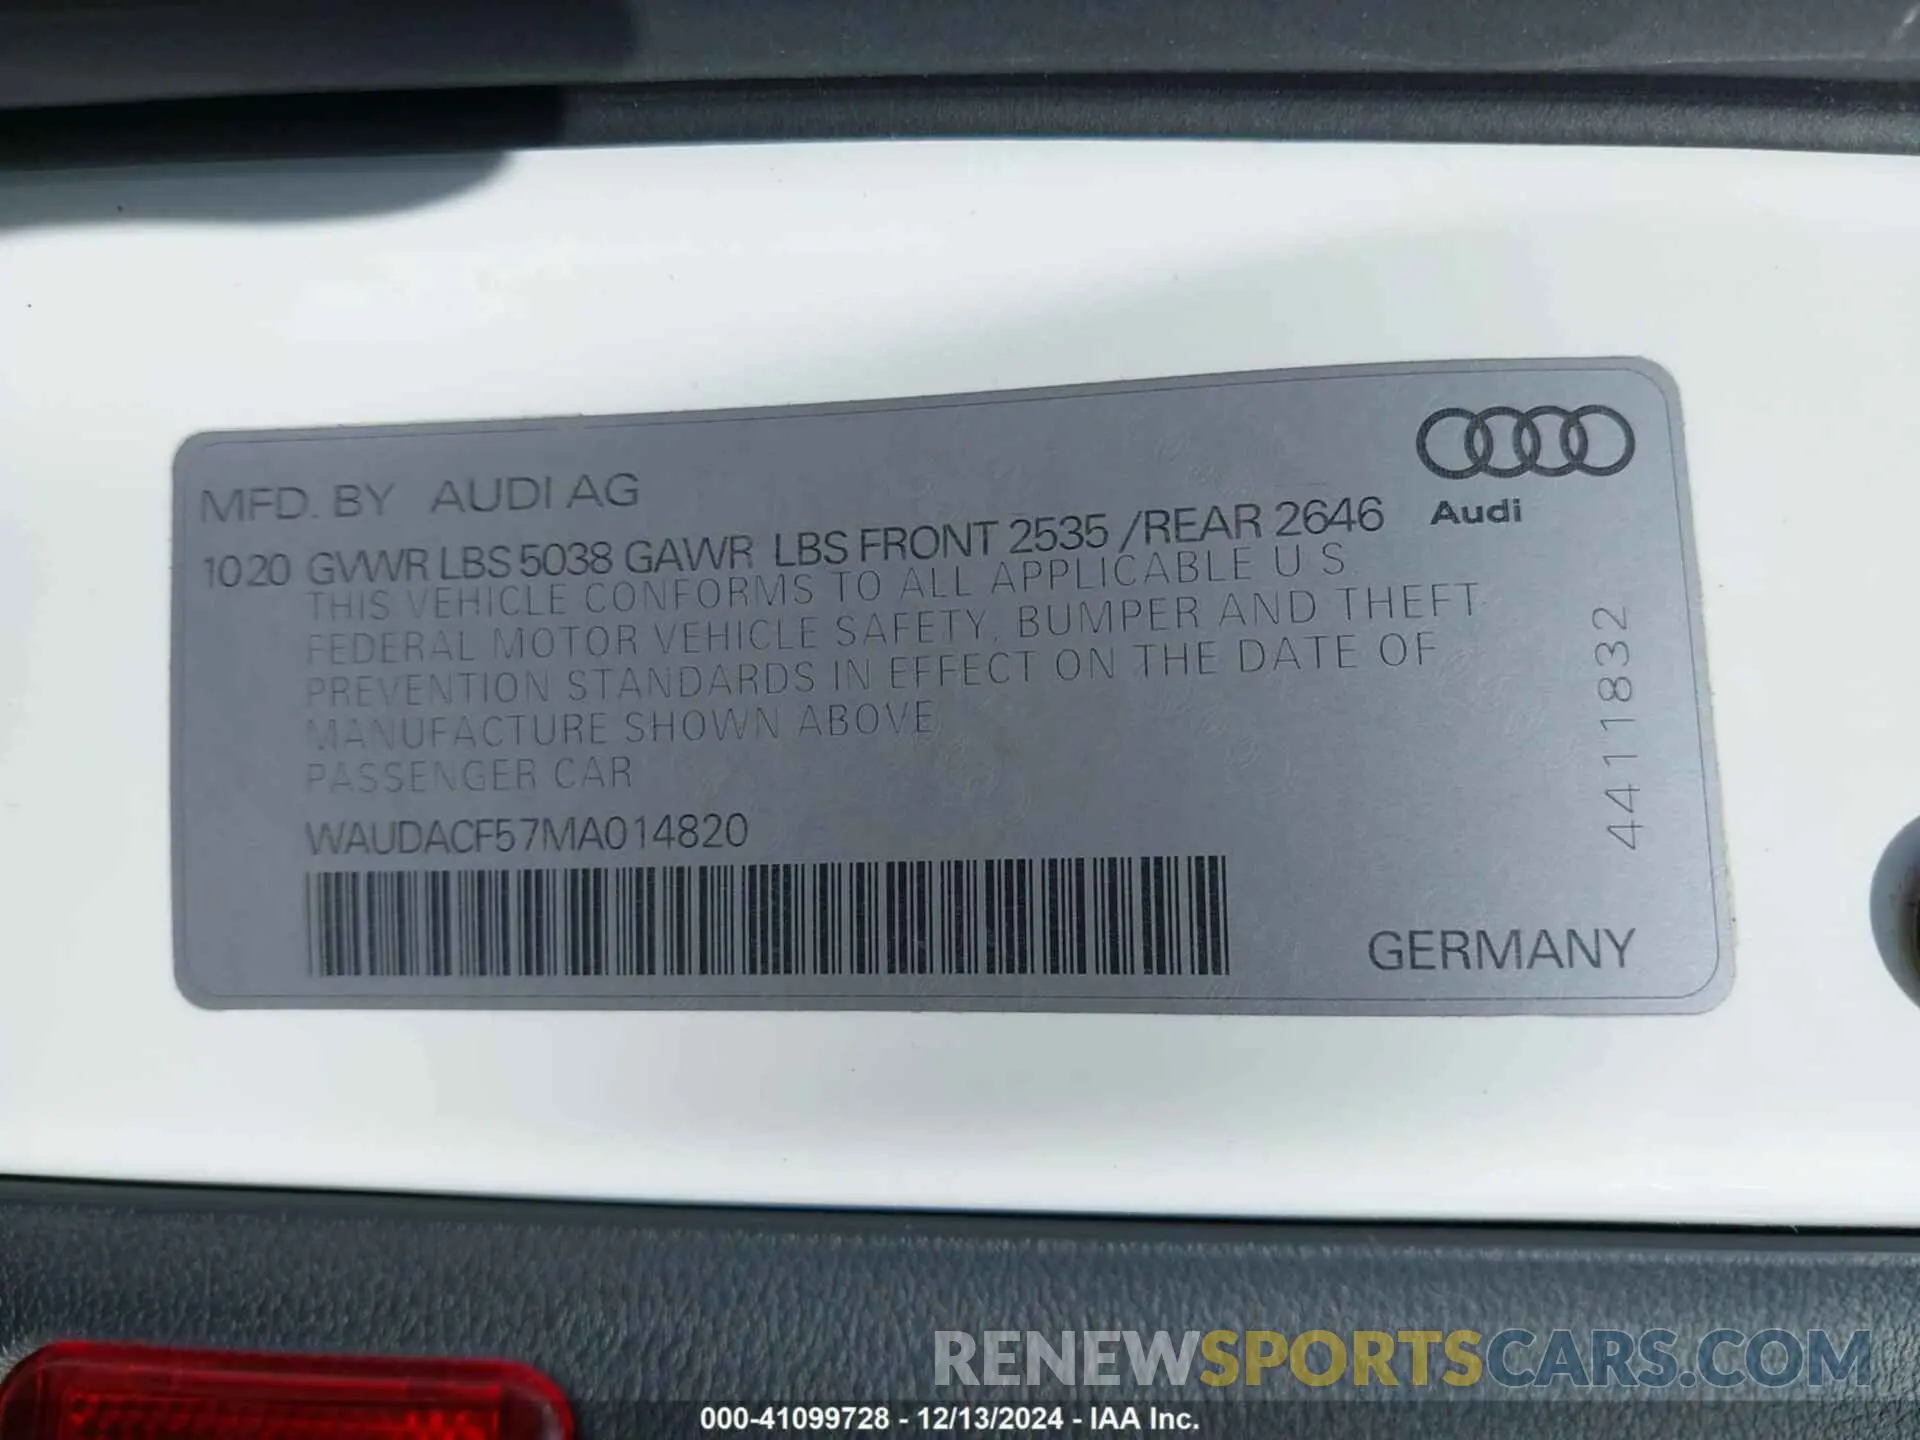 MFD. BY AUDI AG
1020 GVWR LBS 5038 GAWR LBS FRONT 2535 /REAR 2646
THIS VEHICLE CONFORMS TO ALL APPLICABLE U S
FEDERAL MOTOR VEHICLE SAFETY, BUMPER AND THEFT
PREVENTION STANDARDS IN EFFECT ON THE DATE OF
MANUFACTURE SHOWN ABOVE
PASSENGER CAR
WAUDACF57MA014820
Audi
4411832
GERMANY
RENEWSPORTSCARS.COM
000-41099728 - 12/13/2024 - IAA Inc.